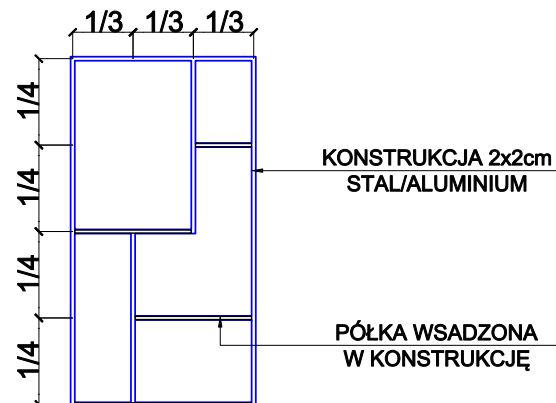 1/3 1/3 1/3
1/4
1/4
1/4
1/4
KONSTRUKCJA 2x2cm
STAL/ALUMINIUM
PÓŁKA WSADZONA
W KONSTRUKCJĘ